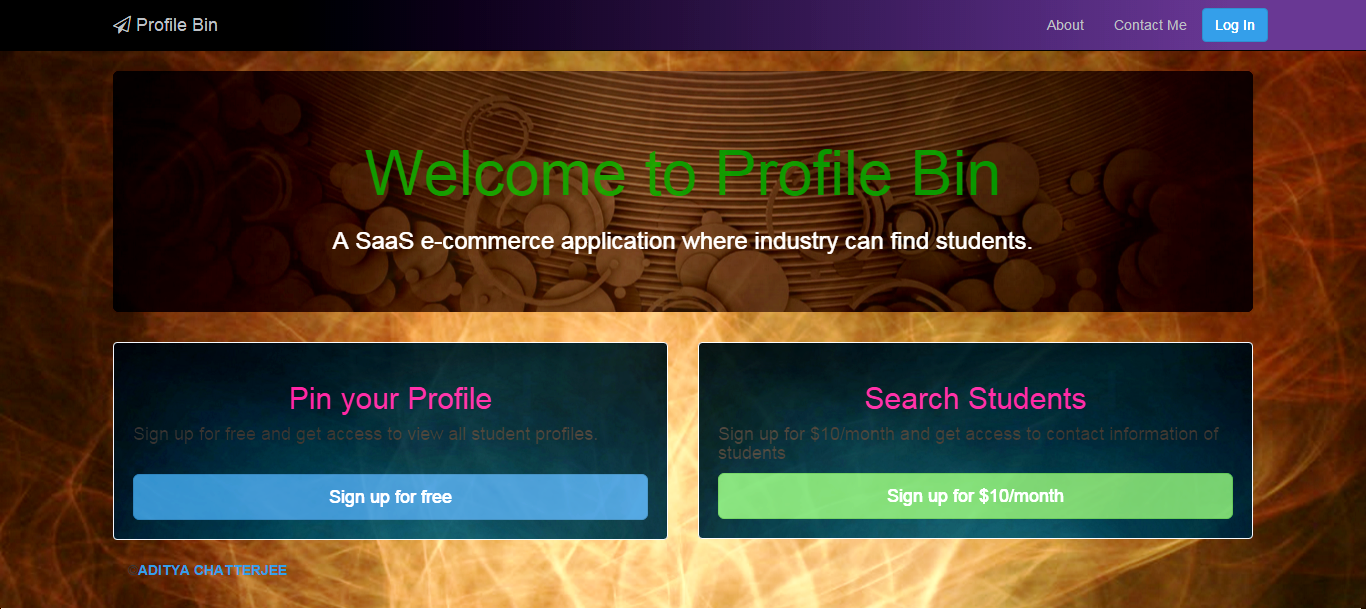 Profile Bin
About
Contact Me
Log In
Welcome to Profile Bin
A SaaS e-commerce application where industry can find students.
Pin your Profile
Sign up for free and get access to view all student profiles.
Sign up for free
Search Students
Sign up for $10/month and get access to contact information of
students
Sign up for $10/month
ADITYA CHATTERJEE